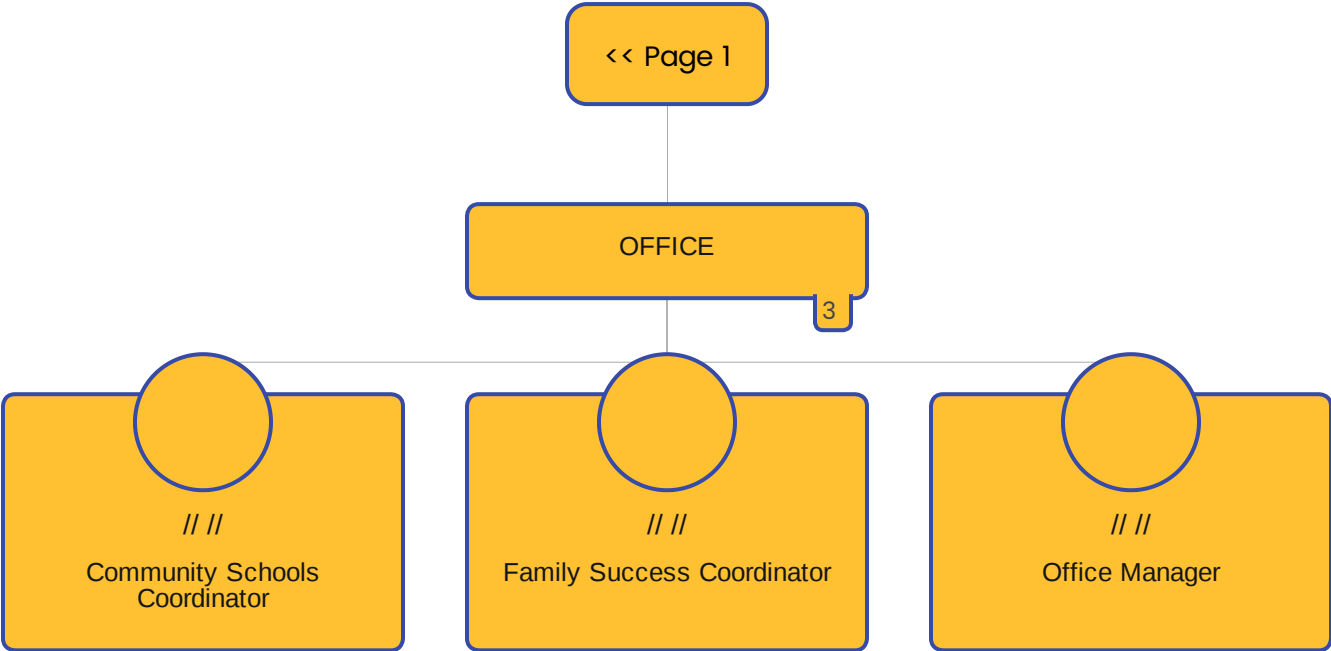 << Page 1
OFFICE
3
// //
Community Schools
Coordinator
// //
Family Success Coordinator
// //
Office Manager